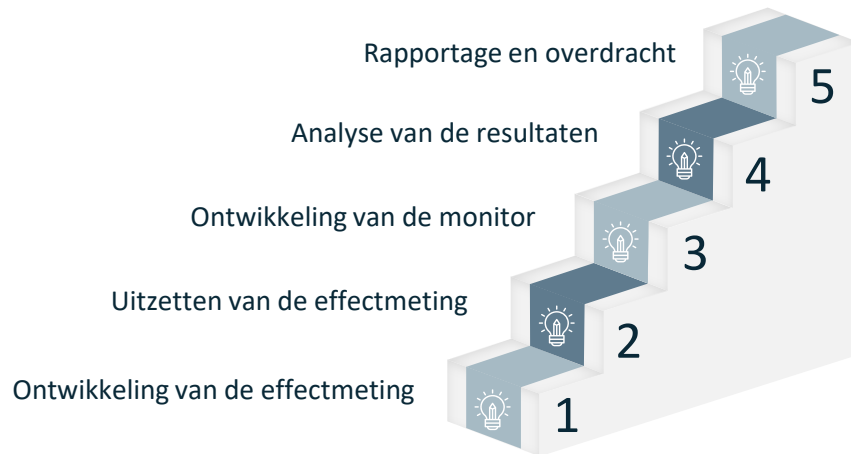 Rapportage en overdracht
5
Analyse van de resultaten
4
Ontwikkeling van de monitor
3
Uitzetten van de effectmeting
2
Ontwikkeling van de effectmeting
1